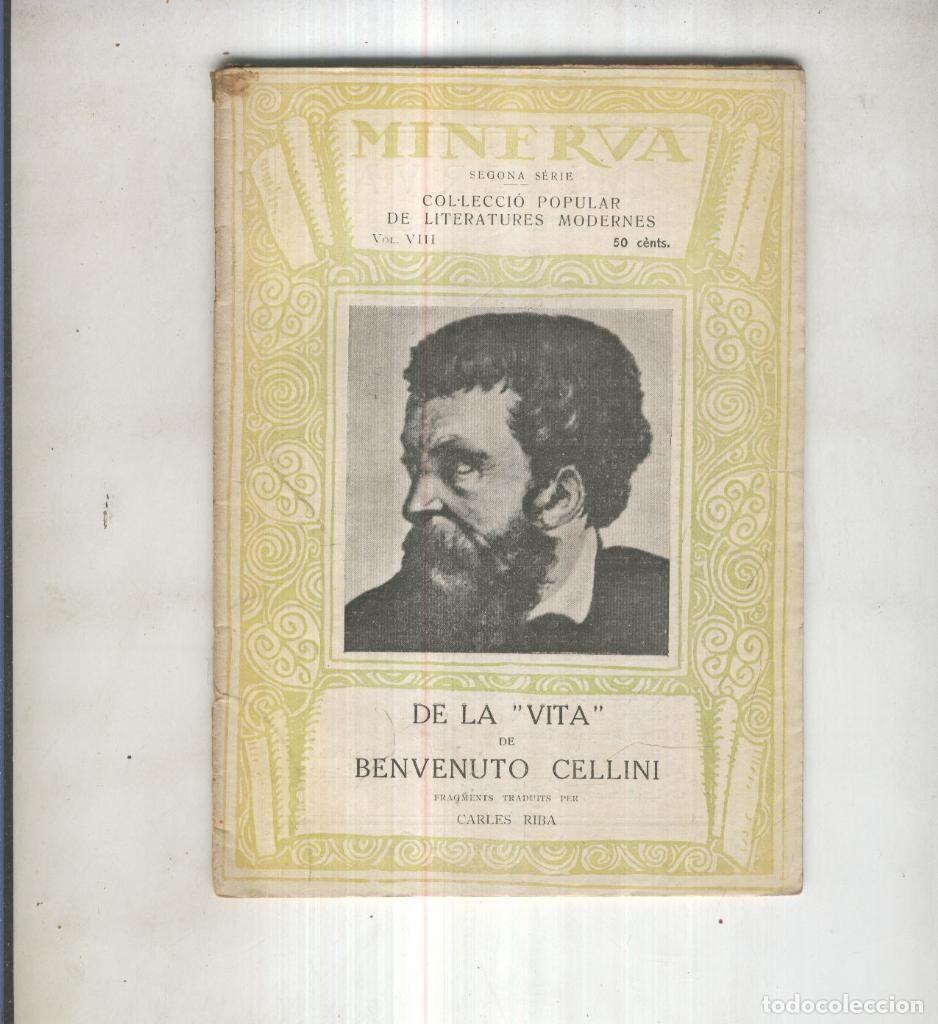 MINERVA
SEGONA SÉRIE
COL·LECCIÓ POPULAR
DE LITERATURES MODERNES
VOL. VIII 50 cènts.
DE LA "VITA"
DE
BENVENUTO CELLINI
FRAGMENTS TRADUITS PER
CARLES RIBA
todocoleccion